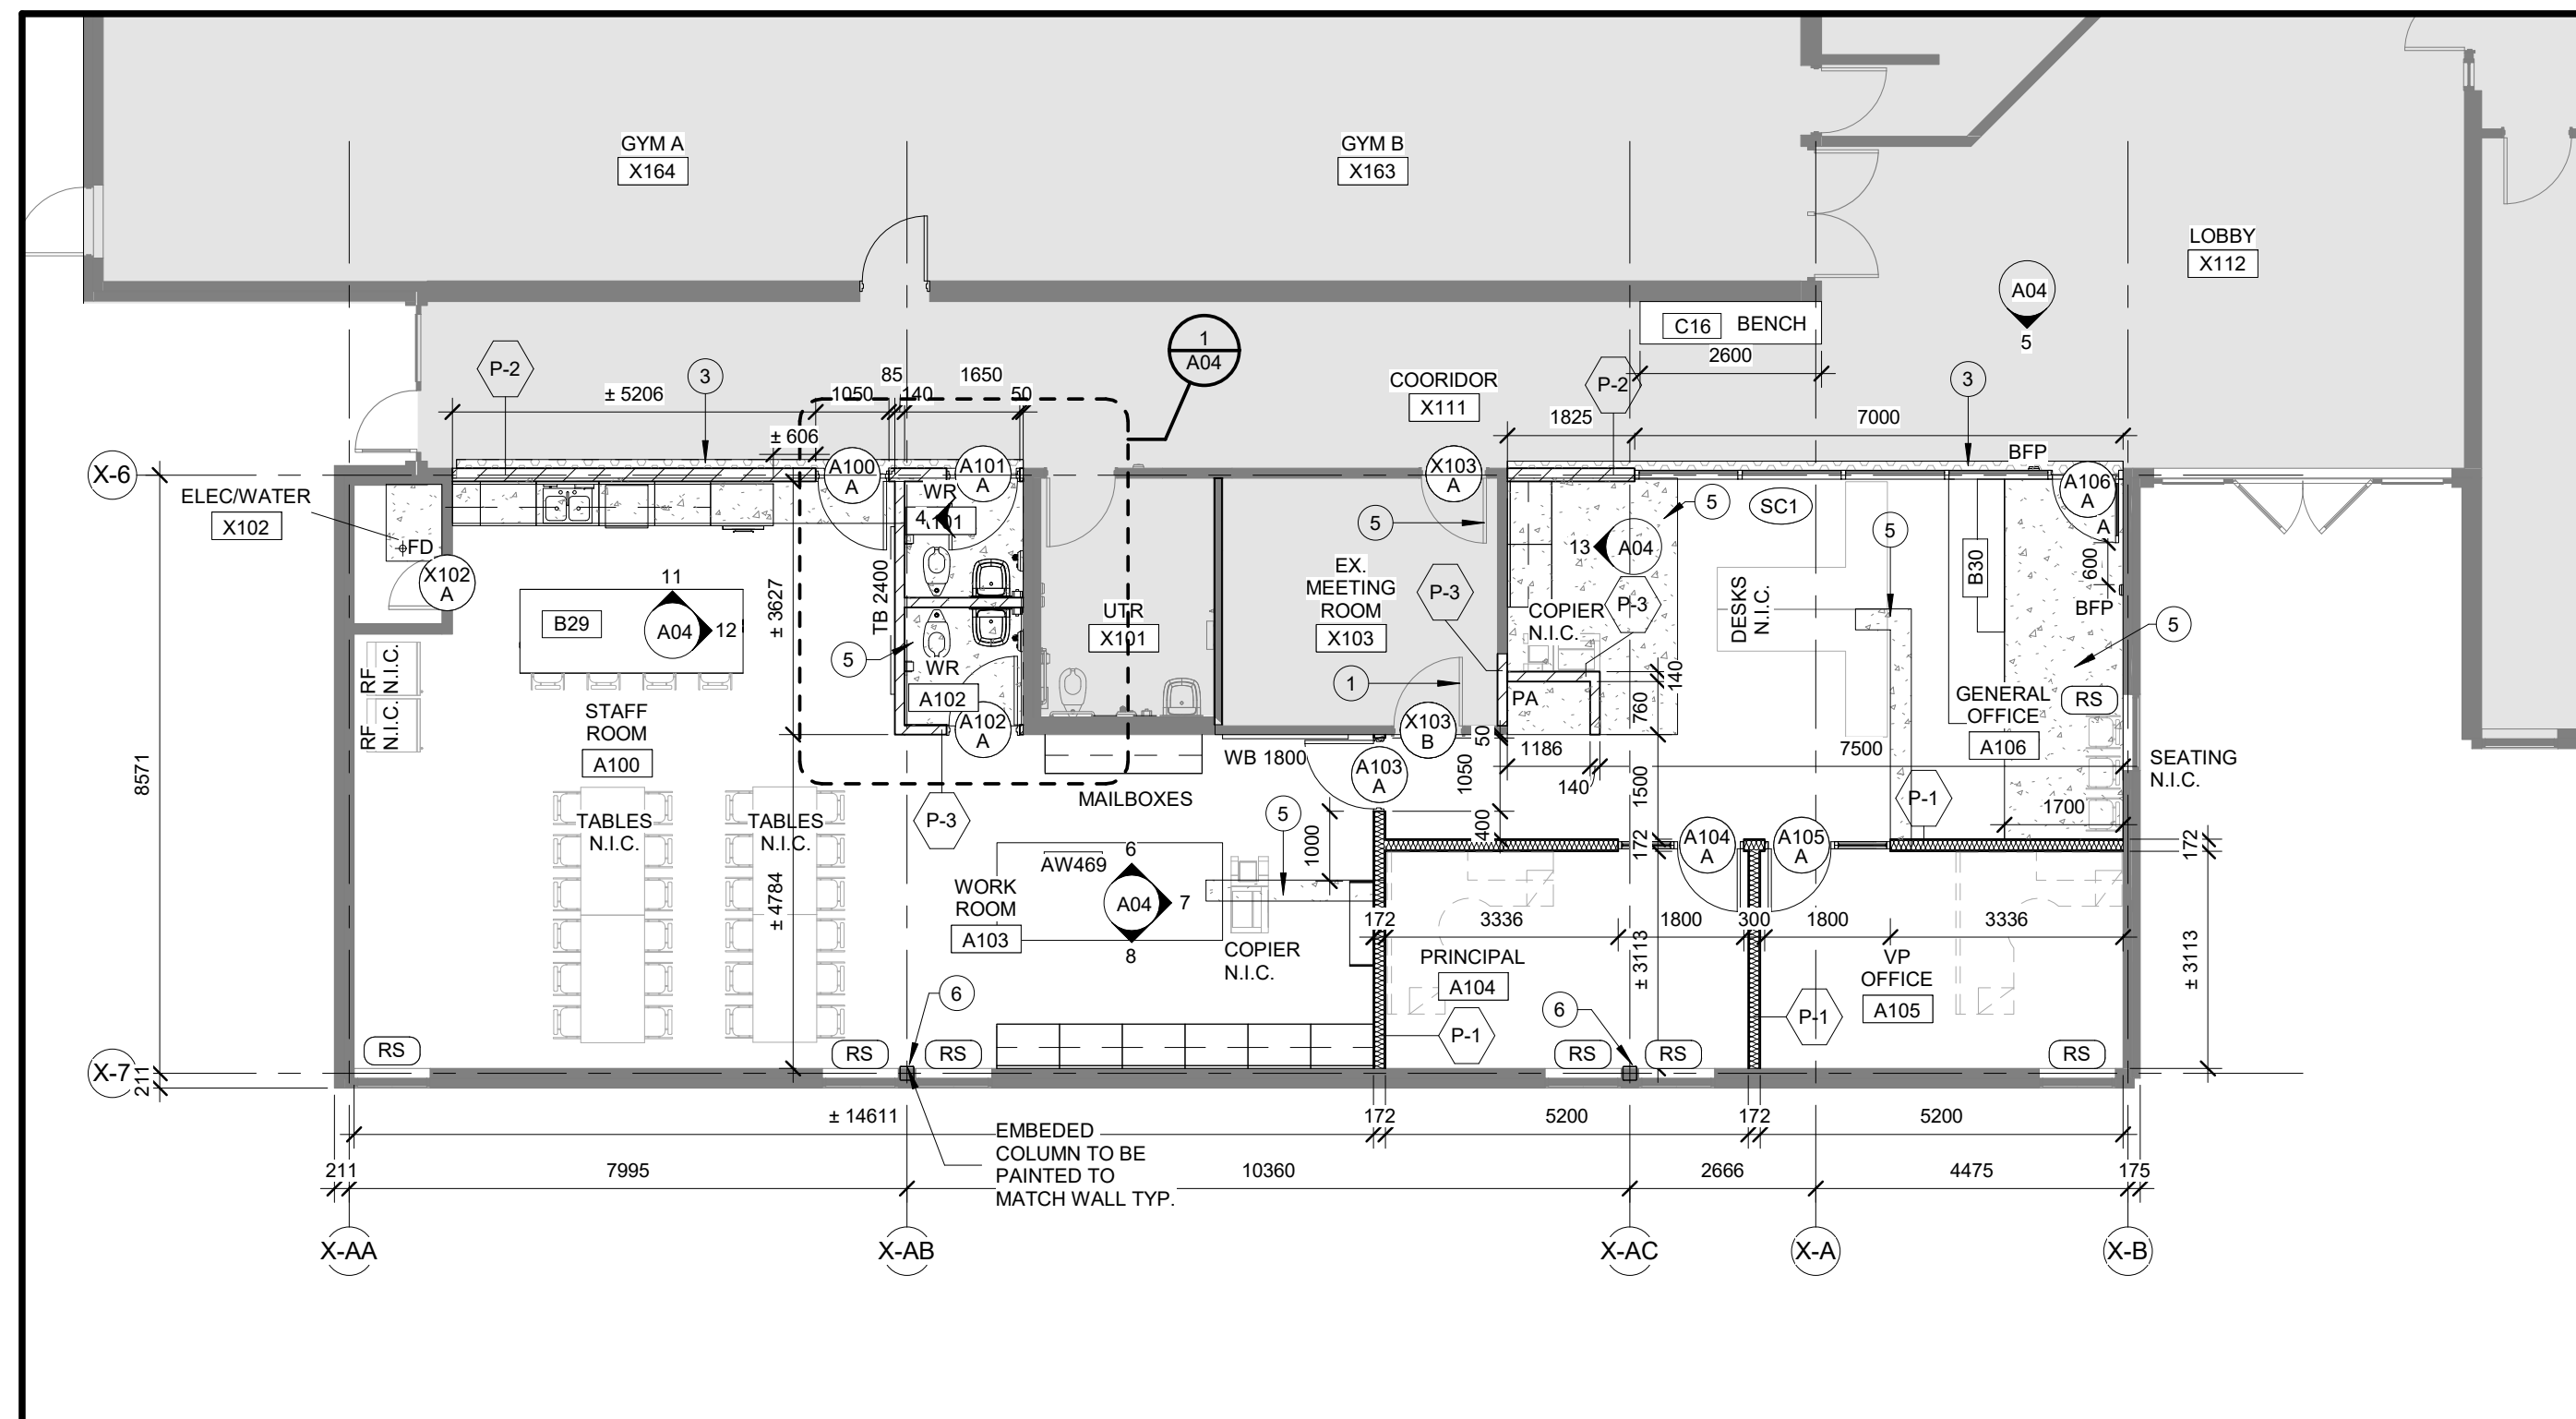 GYM A
X164
GYM B
X163
LOBBY
X112
A04
5
1
A04
C16
BENCH
2600
P-2
3
± 5206
1050
85
140
1650
50
± 606
COORIDOR
X111
P-2
1825
7000
3
BFP
X-6
ELEC/WATER
X102
FD
X102
A
A100
A
A101
A
WR
4
A101
X103
A
5
5
SC1
5
A106
A
A
600
BFP
B30
13
A04
11
B29
A04
12
± 3627
TB 2400
5
WR
A102
A102
A
UTR
X101
EX.
MEETING
ROOM
X103
P-3
COPIER
N.I.C.
P-3
DESKS
N.I.C.
5
1
PA
140
760
RF
N.I.C.
RF
N.I.C.
STAFF
ROOM
A100
GENERAL
OFFICE
A106
RS
X103
B
50
1186
140
7500
WB 1800
A103
A
1050
1500
SEATING
N.I.C.
8571
MAILBOXES
P-3
P-1
1700
TABLES
N.I.C.
TABLES
N.I.C.
5
1000
400
172
A104
A
A105
A
172
± 4784
AW469
6
A04
7
8
WORK
ROOM
A103
COPIER
N.I.C.
172
3336
1800
300
1800
3336
± 3113
PRINCIPAL
A104
VP
OFFICE
A105
± 3113
6
6
P-1
P-1
RS
RS
RS
RS
RS
RS
X-7
211
± 14611
172
5200
172
5200
EMBEDED
COLUMN TO BE
PAINTED TO
MATCH WALL TYP.
211
7995
10360
2666
4475
175
X-AA
X-AB
X-AC
X-A
X-B